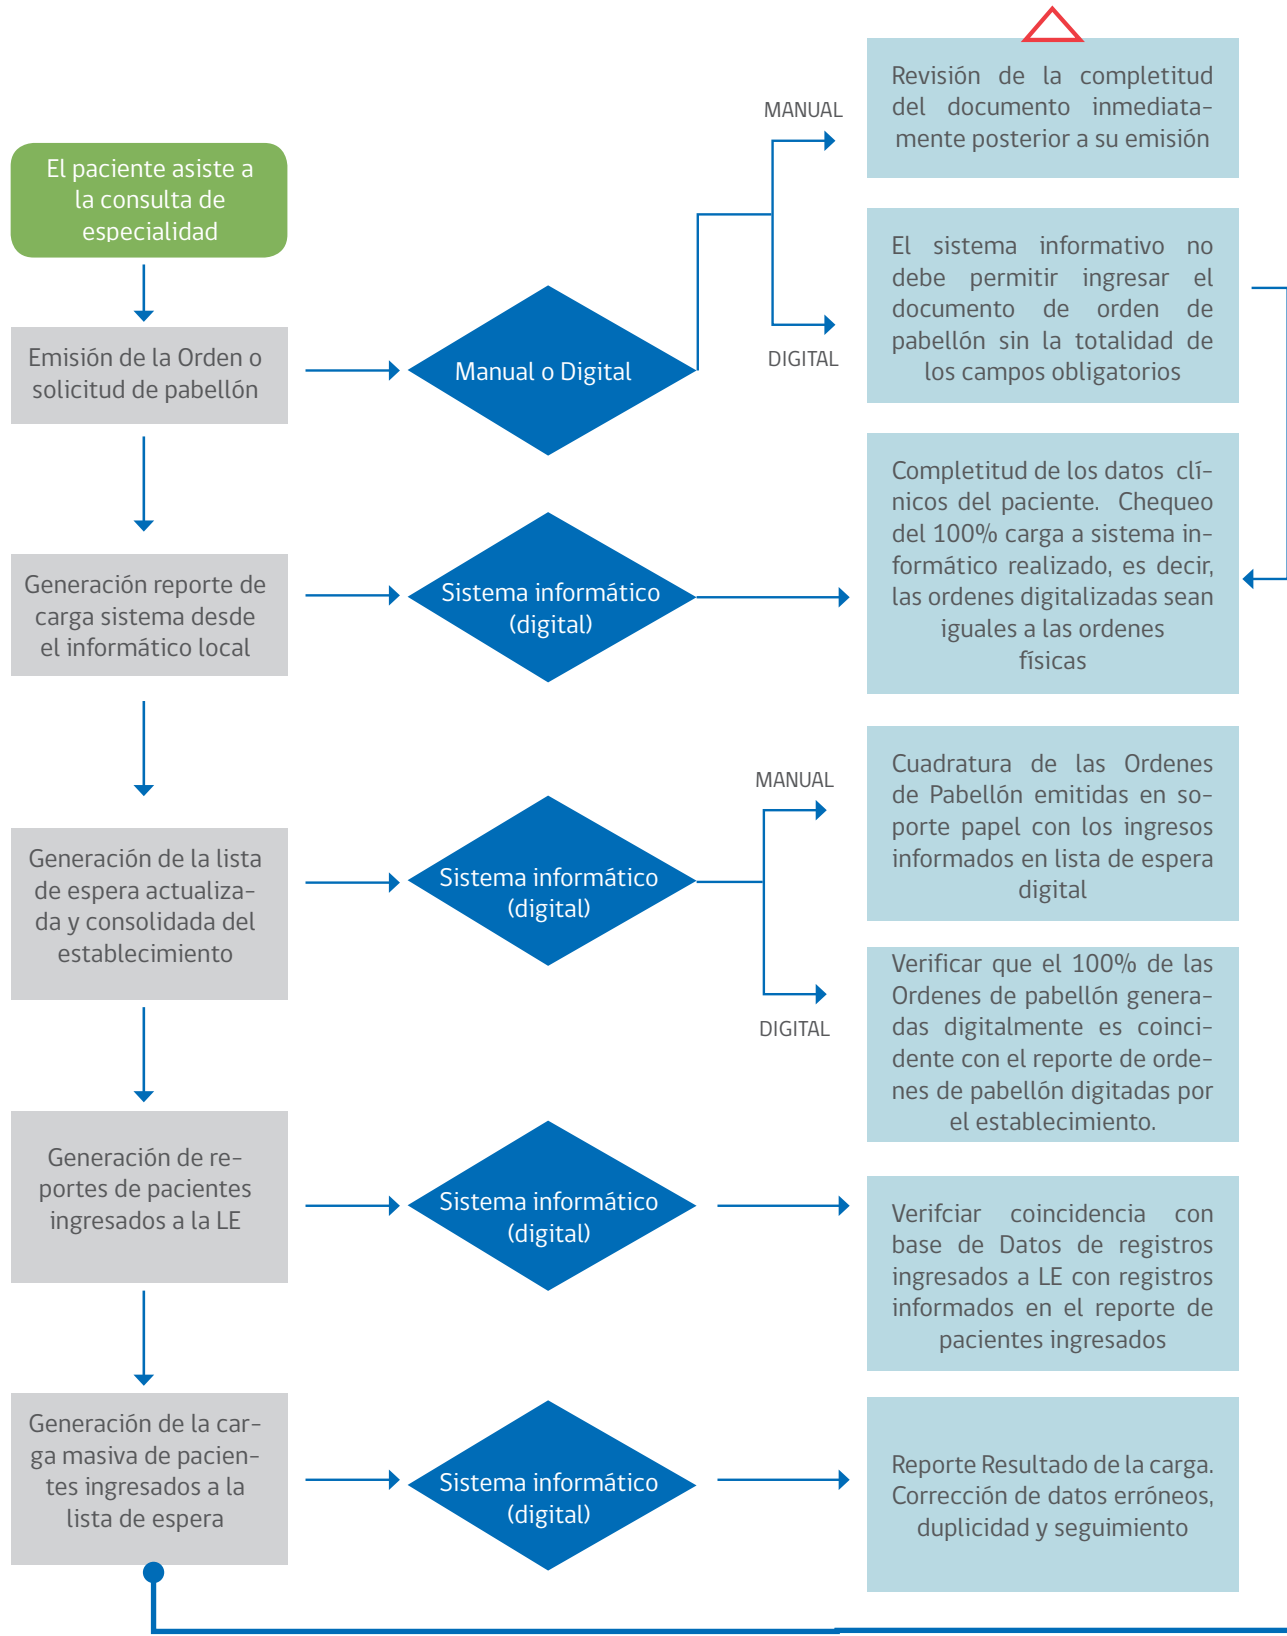 El paciente asiste a
la consulta de
especialidad
Emisión de la Orden o
solicitud de pabellón
Manual o Digital
MANUAL
DIGITAL
Revisión de la completitud
del documento inmediata-
mente posterior a su emisión
El sistema informativo no
debe permitir ingresar el
documento de orden de
pabellón sin la totalidad de
los campos obligatorios
Generación reporte de
carga sistema desde
el informático local
Sistema informático
(digital)
Completitud de los datos clí-
nicos del paciente. Chequeo
del 100% carga a sistema in-
formático realizado, es decir,
las ordenes digitalizadas sean
iguales a las ordenes
físicas
Generación de la lista
de espera actualiza-
da y consolidada del
establecimiento
Sistema informático
(digital)
MANUAL
DIGITAL
Cuadratura de las Ordenes
de Pabellón emitidas en so-
porte papel con los ingresos
informados en lista de espera
digital
Verificar que el 100% de las
Ordenes de pabellón genera-
das digitalmente es coinci-
dente con el reporte de orde-
nes de pabellón digitadas por
el establecimiento.
Generación de re-
portes de pacientes
ingresados a la LE
Sistema informático
(digital)
Verifciar coincidencia con
base de Datos de registros
ingresados a LE con registros
informados en el reporte de
pacientes ingresados
Generación de la car-
ga masiva de pacien-
tes ingresados a la
lista de espera
Sistema informático
(digital)
Reporte Resultado de la carga.
Corrección de datos erróneos,
duplicidad y seguimiento